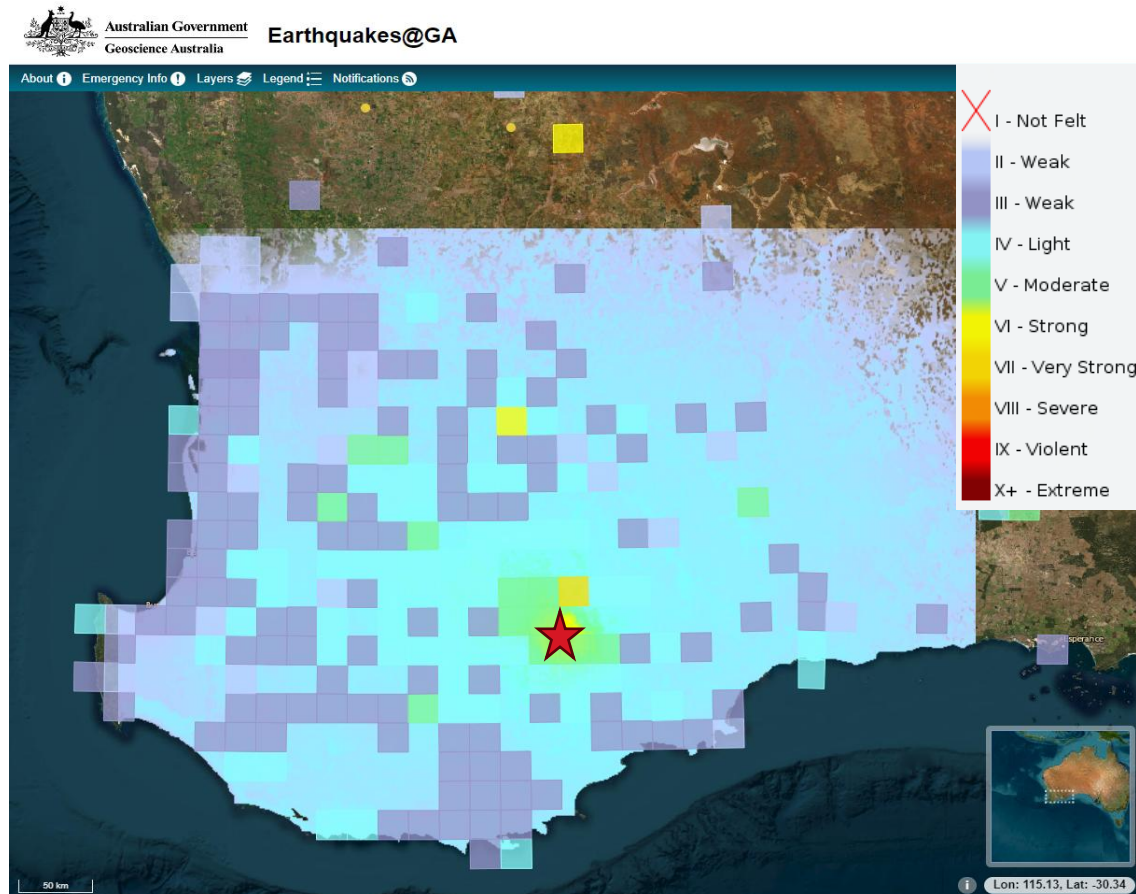 Australian Government
Geoscience Australia
Earthquakes@GA
About Emergency Info Layers Legend Notifications
I - Not Felt
II - Weak
III - Weak
IV - Light
V - Moderate
VI - Strong
VII - Very Strong
VIII - Severe
IX - Violent
X+ - Extreme
sperance
50 km
Lon: 115.13, Lat: -30.34